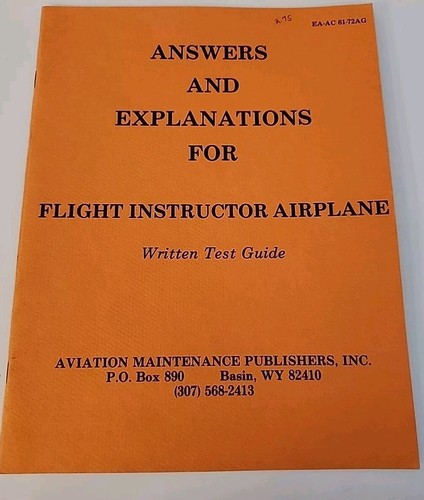 EA-AC 61-72AG
ANSWERS
AND
EXPLANATIONS
FOR
FLIGHT INSTRUCTOR AIRPLANE
Written Test Guide
AVIATION MAINTENANCE PUBLISHERS, INC.
P.O. Box 890 Basin, WY 82410
(307) 568-2413